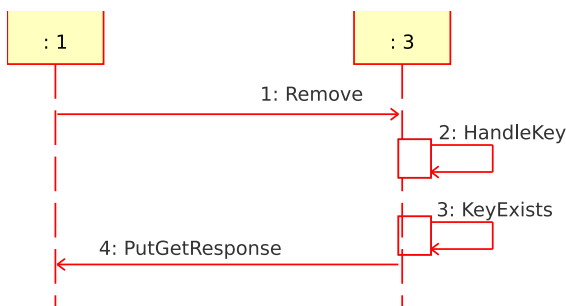 : 1
: 3
1: Remove
2: HandleKey
3: KeyExists
4: PutGetResponse